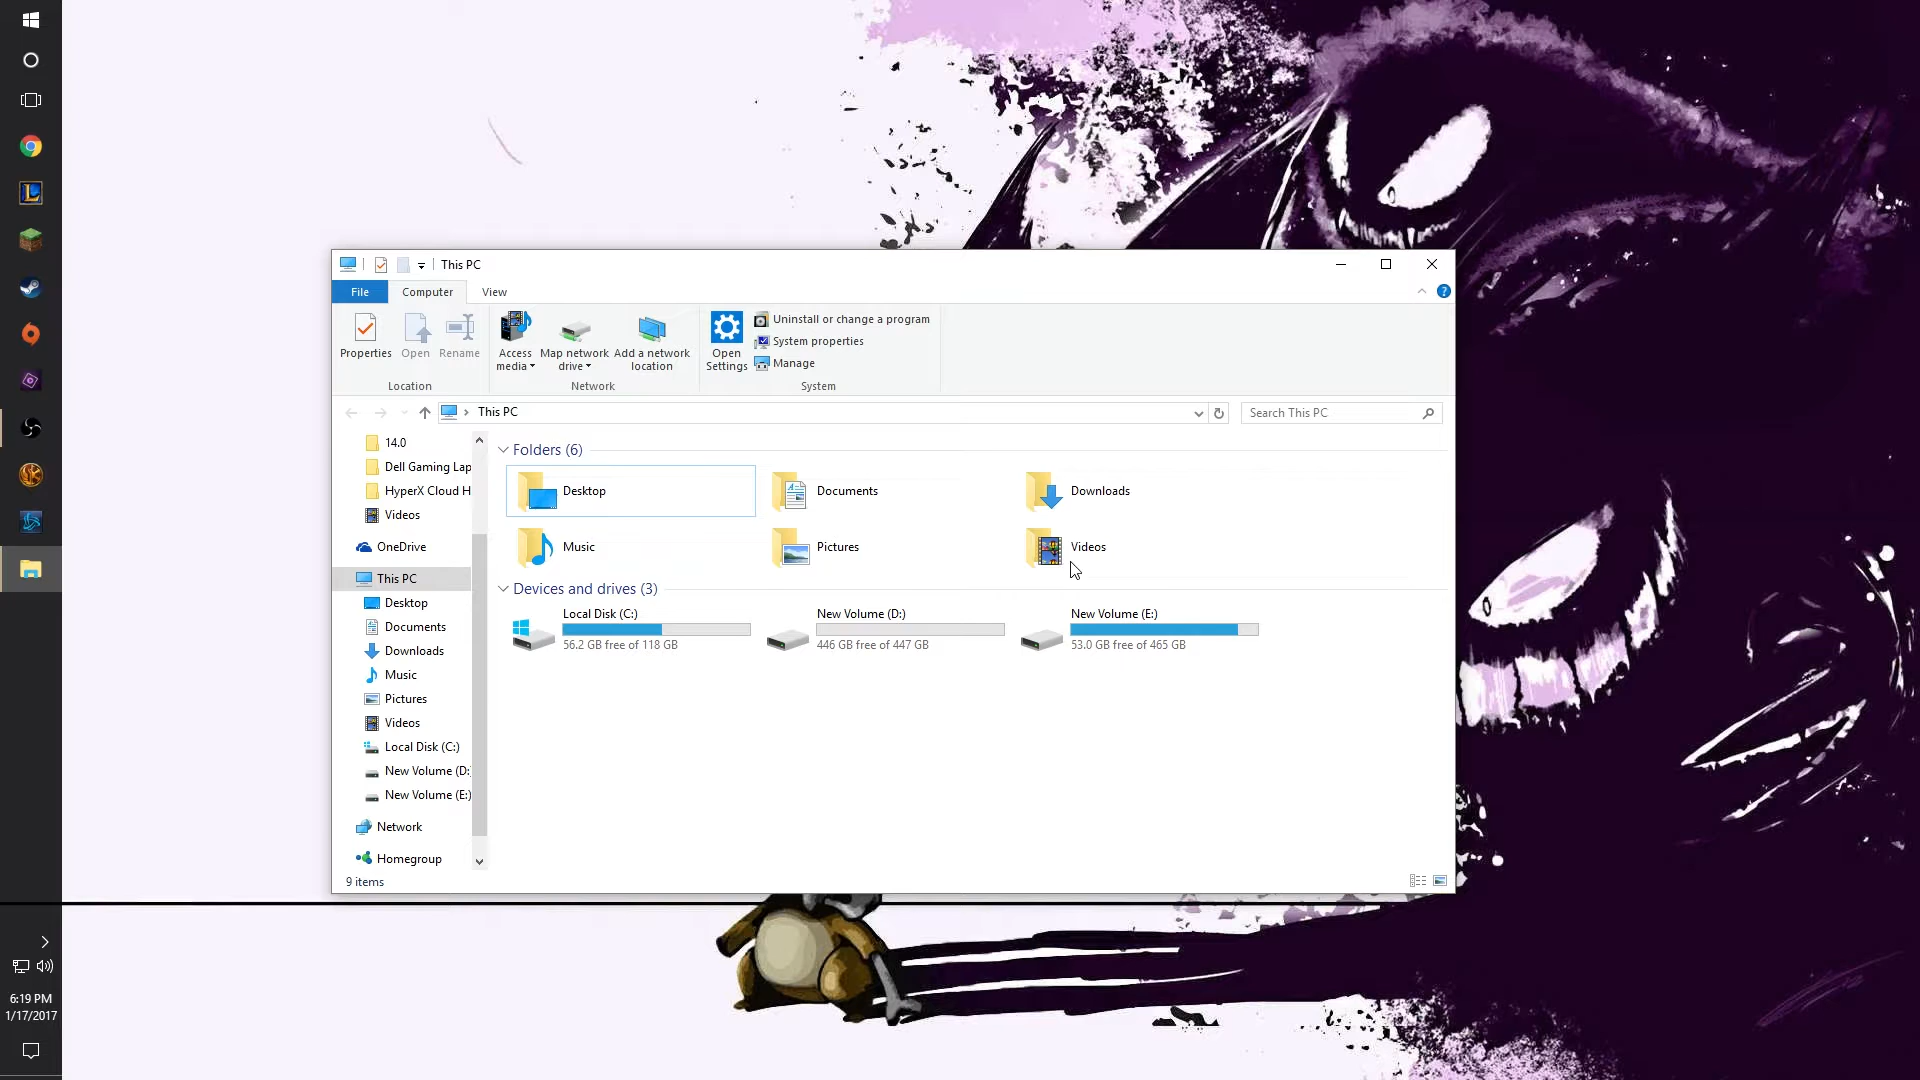 This PC
File
Computer
View
Properties
Open
Rename
Access media
Map network drive
Add a network location
Open Settings
Uninstall or change a program
System properties
Manage
Location
Network
System
This PC
Search This PC
14.0
Dell Gaming Lap
HyperX Cloud H
Videos
OneDrive
This PC
Desktop
Documents
Downloads
Music
Pictures
Videos
Local Disk (C:)
New Volume (D:
New Volume (E:)
Network
Homegroup
Folders (6)
Desktop
Documents
Downloads
Music
Pictures
Videos
Devices and drives (3)
Local Disk (C:)
56.2 GB free of 118 GB
New Volume (D:)
446 GB free of 447 GB
New Volume (E:)
53.0 GB free of 465 GB
9 items
6:19 PM
1/17/2017